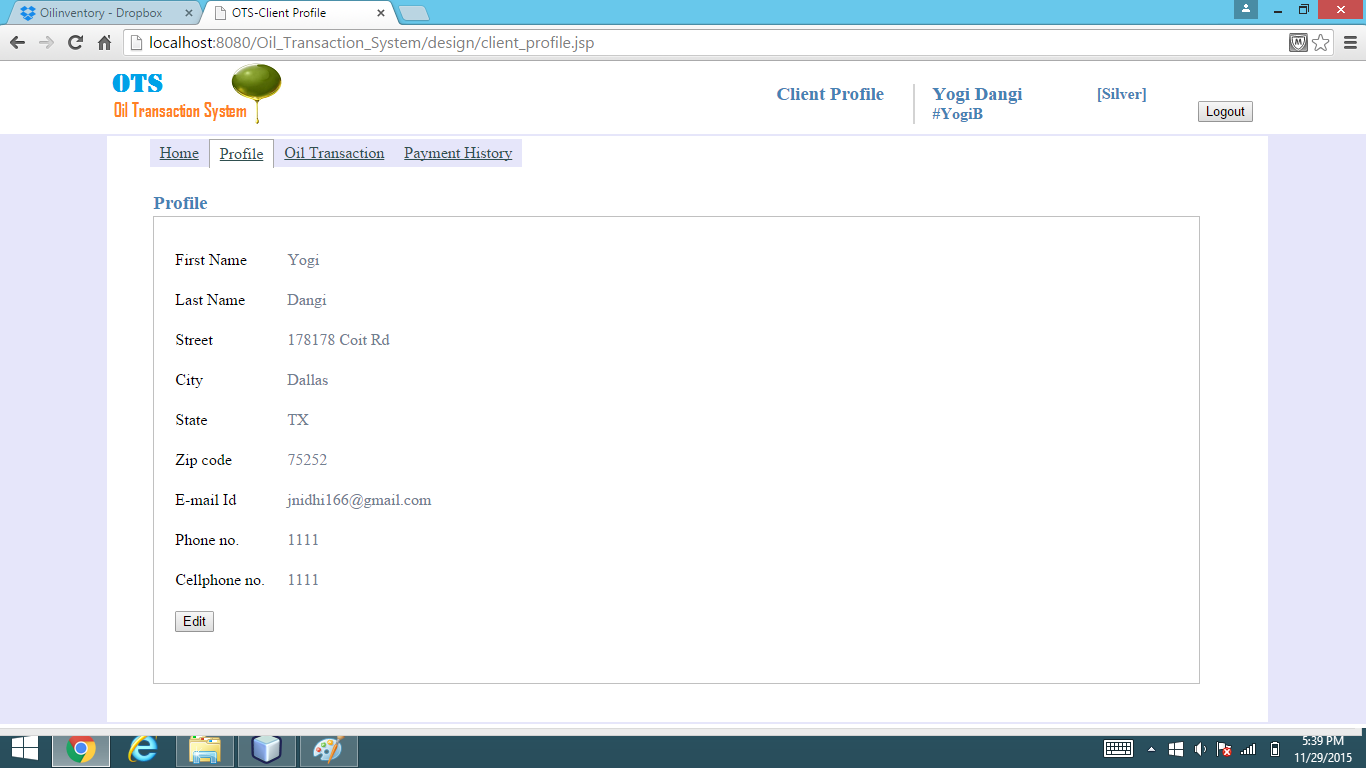 Oilinventory - Dropbox
OTS-Client Profile
localhost:8080/Oil_Transaction_System/design/client_profile.jsp
OTS
Oil Transaction System
Client Profile
Yogi Dangi
#YogiB
[Silver]
Logout
Home Profile Oil Transaction Payment History
Profile
First Name Yogi
Last Name Dangi
Street 178178 Coit Rd
City Dallas
State TX
Zip code 75252
E-mail Id jnidhi166@gmail.com
Phone no. 1111
Cellphone no. 1111
Edit
5:39 PM
11/29/2015